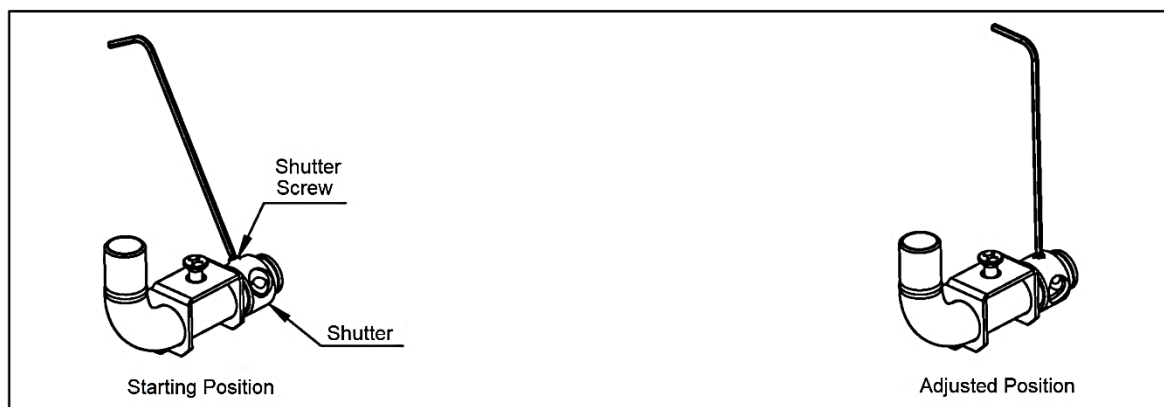 Shutter
Screw
Shutter
Starting Position
Adjusted Position